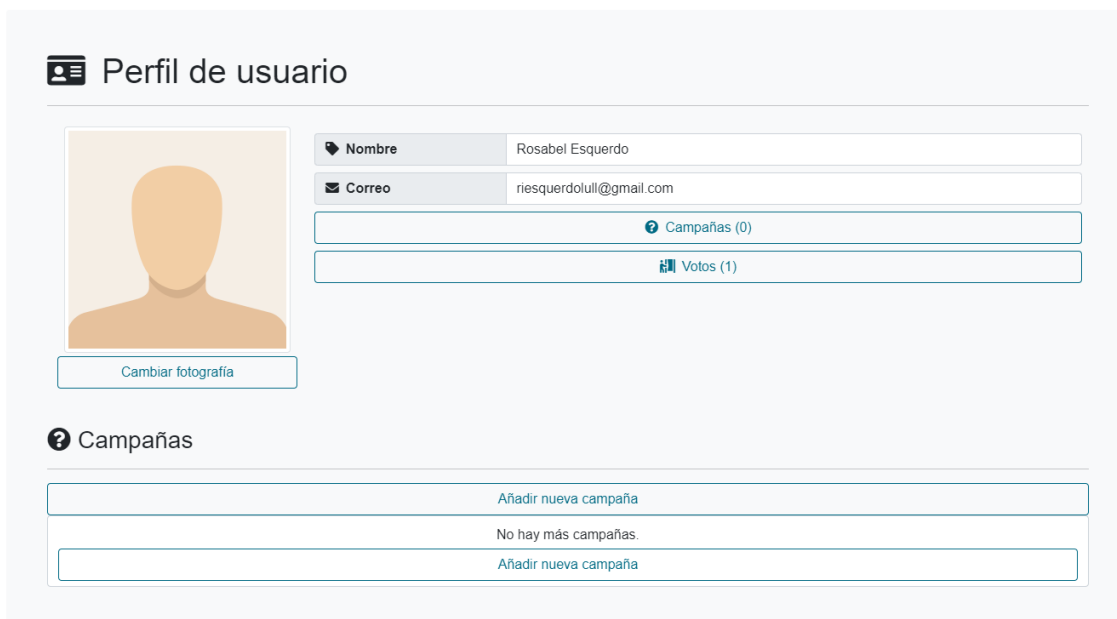 Perfil de usuario
Nombre Rosabel Esquerdo
Correo riesquerdolull@gmail.com
Campañas (0)
Votos (1)
Cambiar fotografía
Campañas
Añadir nueva campaña
No hay más campañas.
Añadir nueva campaña